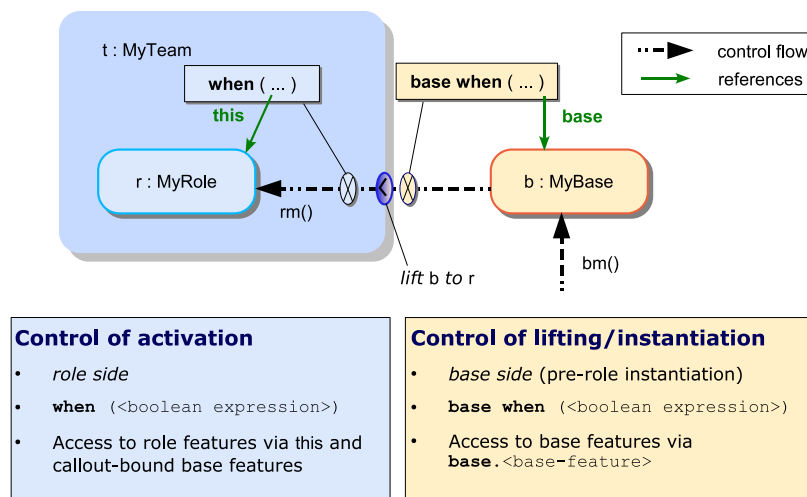 t : MyTeam
when ( ... )
base when ( ... )
control flow
references
this
base
r : MyRole
b : MyBase
rm()
bm()
lift b to r
Control of activation
• role side
• when (<boolean expression>)
• Access to role features via this and
callout-bound base features
Control of lifting/instantiation
• base side (pre-role instantiation)
• base when (<boolean expression>)
• Access to base features via
base.<base-feature>